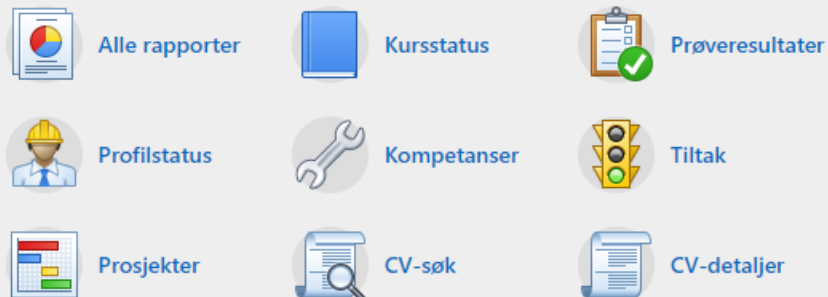 Alle rapporter
Kursstatus
Prøveresultater
Profilstatus
Kompetanser
Tiltak
Prosjekter
CV-søk
CV-detaljer